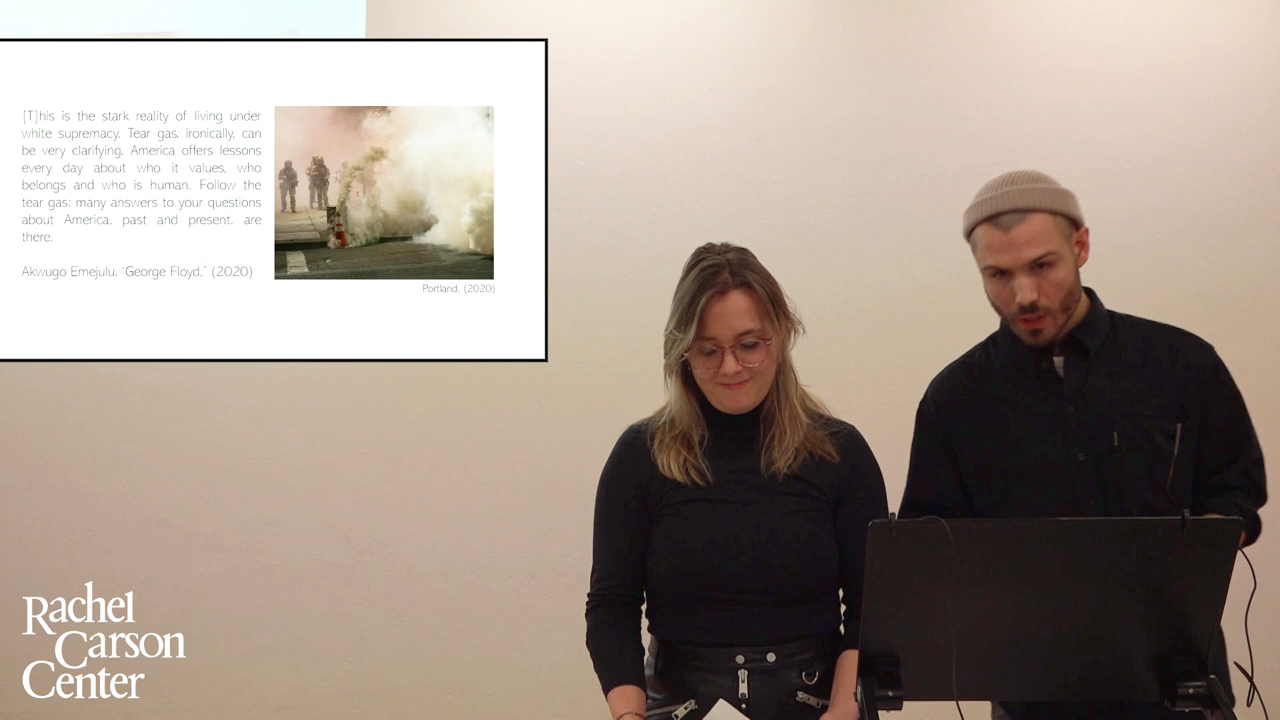 [T]his is the stark reality of living under
white supremacy. Tear gas, ironically, can
be very clarifying. America offers lessons
every day about who it values, who
belongs and who is human. Follow the
tear gas; many answers to your questions
about America, past and present, are
there.
Akwugo Emejulu, ‘George Floyd,’ (2020)
Portland, (2020)
Rachel
Carson
Center